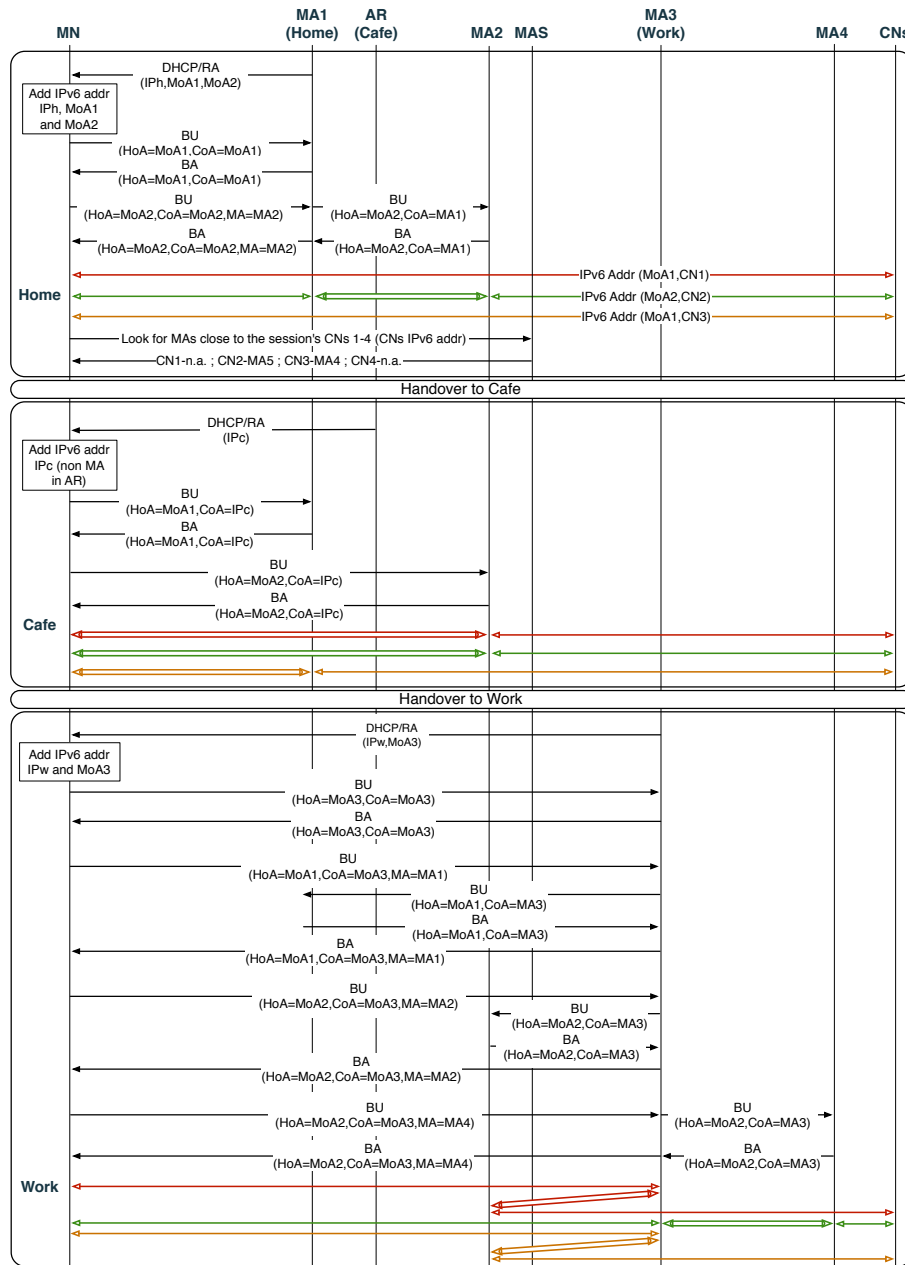 MN
MA1
(Home)
AR
(Cafe)
MA2
MAS
MA3
(Work)
MA4
CNs
DHCP/RA
(IPh,MoA1,MoA2)
Add IPv6 addr
IPh, MoA1
and MoA2
BU
(HoA=MoA1,CoA=MoA1)
BA
(HoA=MoA1,CoA=MoA1)
BU
(HoA=MoA2,CoA=MoA2,MA=MA2)
BU
(HoA=MoA2,CoA=MA1)
BA
(HoA=MoA2,CoA=MoA2,MA=MA2)
BA
(HoA=MoA2,CoA=MA1)
IPv6 Addr (MoA1,CN1)
Home
IPv6 Addr (MoA2,CN2)
IPv6 Addr (MoA1,CN3)
Look for MAs close to the session's CNs 1-4 (CNs IPv6 addr)
CN1-n.a. ; CN2-MA5 ; CN3-MA4 ; CN4-n.a.
Handover to Cafe
DHCP/RA
(IPc)
Add IPv6 addr
IPc (non MA
in AR)
BU
(HoA=MoA1,CoA=IPc)
BA
(HoA=MoA1,CoA=IPc)
BU
(HoA=MoA2,CoA=IPc)
BA
(HoA=MoA2,CoA=IPc)
Cafe
Handover to Work
DHCP/RA
(IPw,MoA3)
Add IPv6 addr
IPw and MoA3
BU
(HoA=MoA3,CoA=MoA3)
BA
(HoA=MoA3,CoA=MoA3)
BU
(HoA=MoA1,CoA=MoA3,MA=MA1)
BU
(HoA=MoA1,CoA=MA3)
BA
(HoA=MoA1,CoA=MA3)
BA
(HoA=MoA1,CoA=MoA3,MA=MA1)
BU
(HoA=MoA2,CoA=MoA3,MA=MA2)
BU
(HoA=MoA2,CoA=MA3)
BA
(HoA=MoA2,CoA=MA3)
BA
(HoA=MoA2,CoA=MoA3,MA=MA2)
BU
(HoA=MoA2,CoA=MoA3,MA=MA4)
BU
(HoA=MoA2,CoA=MA3)
BA
(HoA=MoA2,CoA=MoA3,MA=MA4)
BA
(HoA=MoA2,CoA=MA3)
Work